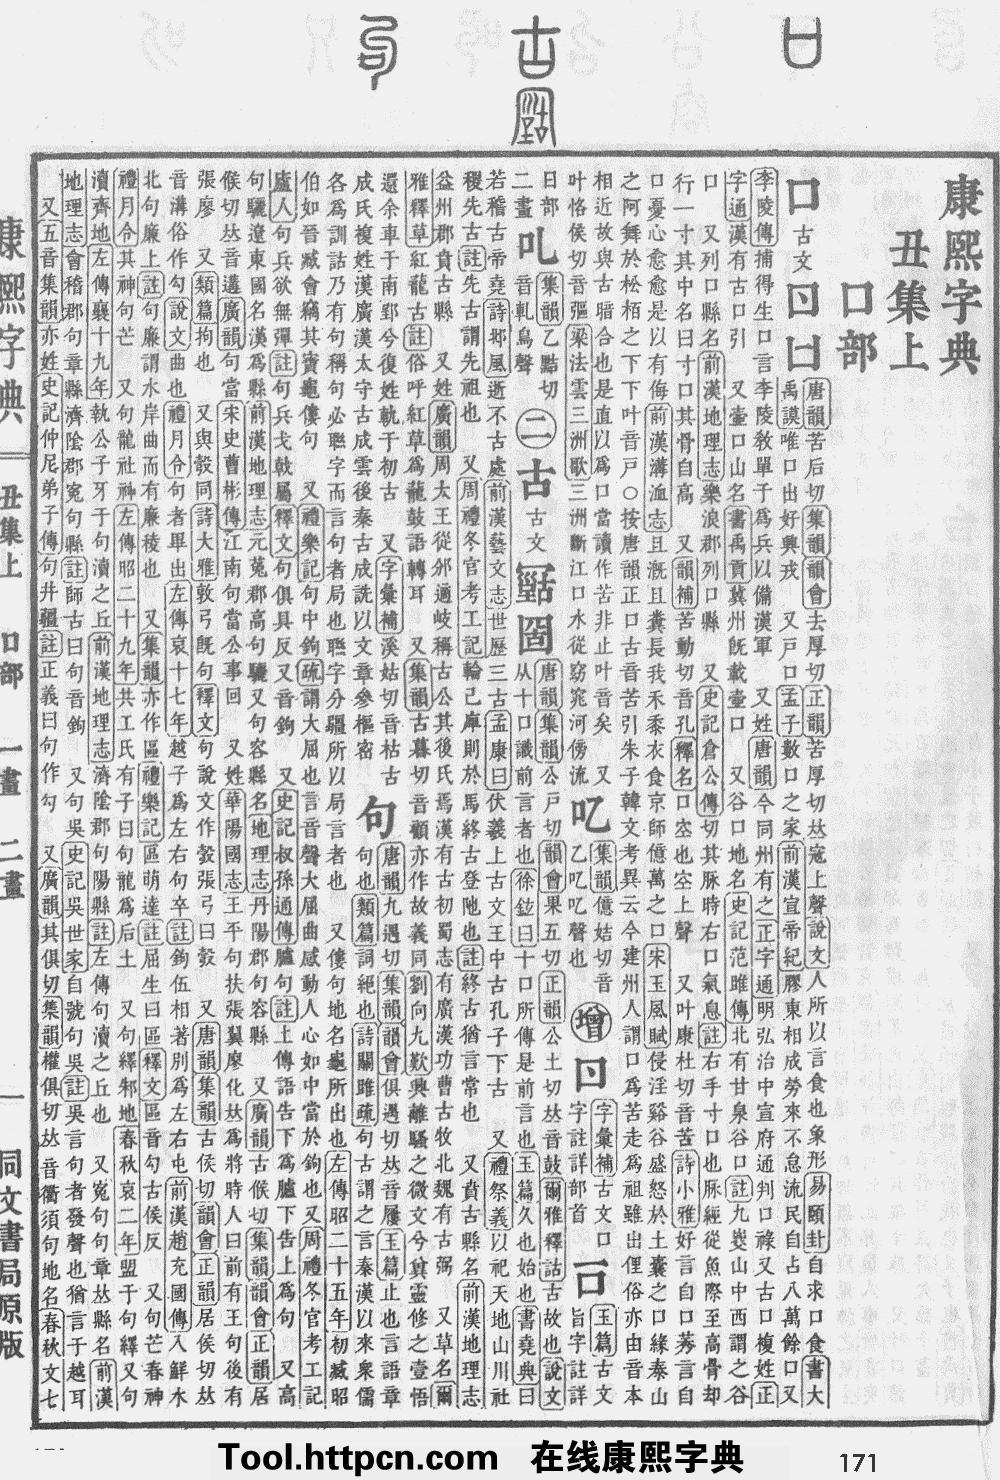 康熙字典
丑集上
口部
口 古文
唐韻苦后切集韻韻會去厚切正韻苦厚切𠀤寇上聲說文人所以言食也象形易頤卦自求口食書大
禹謨唯口出好興戎 又戶口孟子數口之家前漢宣帝紀膠東相成勞來不怠流民自占八萬餘口 又
李陵傳捕得生口言李陵敎單于爲兵以備漢軍 又姓唐韻今同州有之正字通明弘治中宣府通判口祿又古口複姓正
字通漢有古口引 又壷口山名書禹貢冀州旣載壷口 又谷口地名史記范雎傳北有甘泉谷口註九嵏山中西謂之谷
口 又列口縣名前漢地理志樂浪郡列口縣 又史記倉公傳切其脉時右口氣急註右手寸口也脉經從魚際至高骨却
行一寸其中名曰寸口其骨自高 又韻補苦動切音孔釋名口空也空上聲 又叶康杜切音苦詩小雅好言自口莠言自
口憂心愈愈是以有侮前漢溝洫志且漑且糞長我禾黍衣食京師億萬之口宋玉風賦侵淫谿谷盛怒於土囊之口緣泰山
之阿舞於松栢之下下叶音戸○按唐韻正口古音苦引朱子韓文考異云今建州人謂口爲苦走爲祖雖出俚俗亦由音本
相近故與古暗合也是直以爲口當讀作苦非止叶音矣 又
叶恪侯切音彄梁法雲三洲歌三洲斷江口水從窈窕河傍流
吃 集韻億姞切音
乙吃吃聲也
增 字彙補古文口
字註詳部首
玉篇古文
旨字註詳
日部
二畫
集韻乙黠切
音軋鳥聲
二 古 古文
唐韻集韻公戸切韻會果五切正韻公土切𠀤音鼓爾雅釋詁古故也說文
从十口識前言者也徐鉉曰十口所傳是前言也玉篇久也始也書堯典曰
若稽古帝堯詩邶風逝不古處前漢藝文志世歷三古孟康曰伏羲上古文王中古孔子下古 又禮祭義以祀天地山川社
稷先古註先古謂先祖也 又周禮冬官考工記輪已庳則於馬終古登阤也註終古猶言常也 又賁古縣名前漢地理志
益州郡賁古縣 又姓廣韻周太王從邠適岐稱古公其後氏焉漢有古初蜀志有廣漢功曹古牧北魏有古弼 又草名爾
雅釋草紅龍古註俗呼紅草爲龍鼓語轉耳 又集韻古暮切音顧亦作故義同劉向九歎興離騷之微文兮冀靈修之壹悟
還余車于南郢兮復姓軌于初古 又字彙補溪姑切音枯古
成氏複姓漢廣漢太守古成雲後秦古成詵以文章參樞密
句 唐韻九遇切集韻韻會俱遇切𠀤音屨玉篇止也言語章
句也類篇詞絕也詩關雎疏句古謂之言秦漢以來衆儒
各爲訓詁乃有句稱句必聯字而言句者局也聯字分疆所以局言者也 又僂句地名龜所出也左傳昭二十五年初臧昭
伯如晉臧會竊其寶龜僂句 又禮樂記句中鉤疏謂大屈也言音聲大屈曲感動人心如中當於鉤也又周禮冬官考工記
廬人句兵欲無彈註句兵戈戟屬釋文句俱具反又音鉤 又史記叔孫通傳臚句註上傳語告下爲臚下告上爲句 又高
句驪遼東國名漢爲縣前漢地理志元菟郡高句驪又句容縣名地理志丹陽郡句容縣 又廣韻古候切集韻韻會正韻居
候切𠀤音遘廣韻句當宋史曹彬傳江南句當公事回 又姓華陽國志王平句扶張翼廖化𠀤爲將時人曰前有王句後有
張廖 又類篇拘也 又與彀同詩大雅敦弓旣句釋文句說文作彀張弓曰彀 又唐韻集韻古侯切韻會正韻居侯切𠀤
音溝俗作勾說文曲也禮月令句者畢出左傳哀十七年越子爲左右句卒註鉤伍相著別爲左右屯前漢趙充國傳入鮮水
北句廉上註句廉謂水岸曲而有廉稜也 又集韻亦作區禮樂記區萌達註屈生曰區釋文區音勾古侯反 又句芒春神
禮月令其神句芒 又句龍社神左傳昭二十九年共工氏有子曰句龍爲后土 又句繹邾地春秋哀二年盟于句繹又句
瀆齊地左傳襄十九年執公子牙于句瀆之丘前漢地理志濟陰郡句陽縣註左傳句瀆之丘也 又寃句句章𠀤縣名前漢
地理志會稽郡句章縣濟陰郡寃句縣註師古曰句音鉤 又句吳史記吳世家自號句吳註吳言句者發聲也猶言于越耳
又五音集韻亦姓史記仲尼弟子傳句井疆註正義曰句作勾 又廣韻其俱切集韻權俱切𠀤音衢須句地名春秋文七
康熙字典 丑集上 口部 一畫 二畫 一 同文書局原版
Tool.httpcn.com 在线康熙字典
171